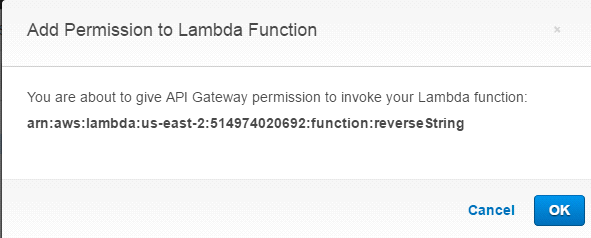 Add Permission to Lambda Function
×
You are about to give API Gateway permission to invoke your Lambda function:
arn:aws:lambda:us-east-2:514974020692:function:reverseString
Cancel OK